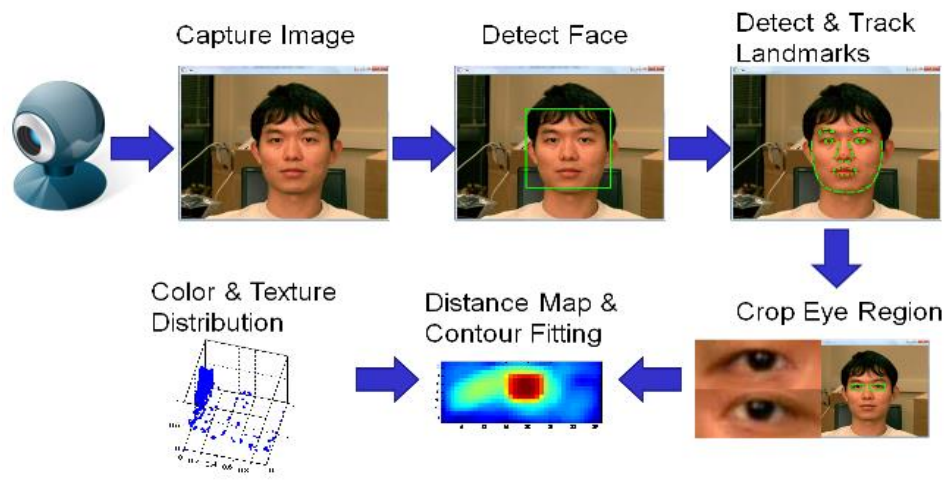 Capture Image
Detect Face
Detect & Track
Landmarks
Color & Texture
Distribution
Distance Map &
Contour Fitting
Crop Eye Region